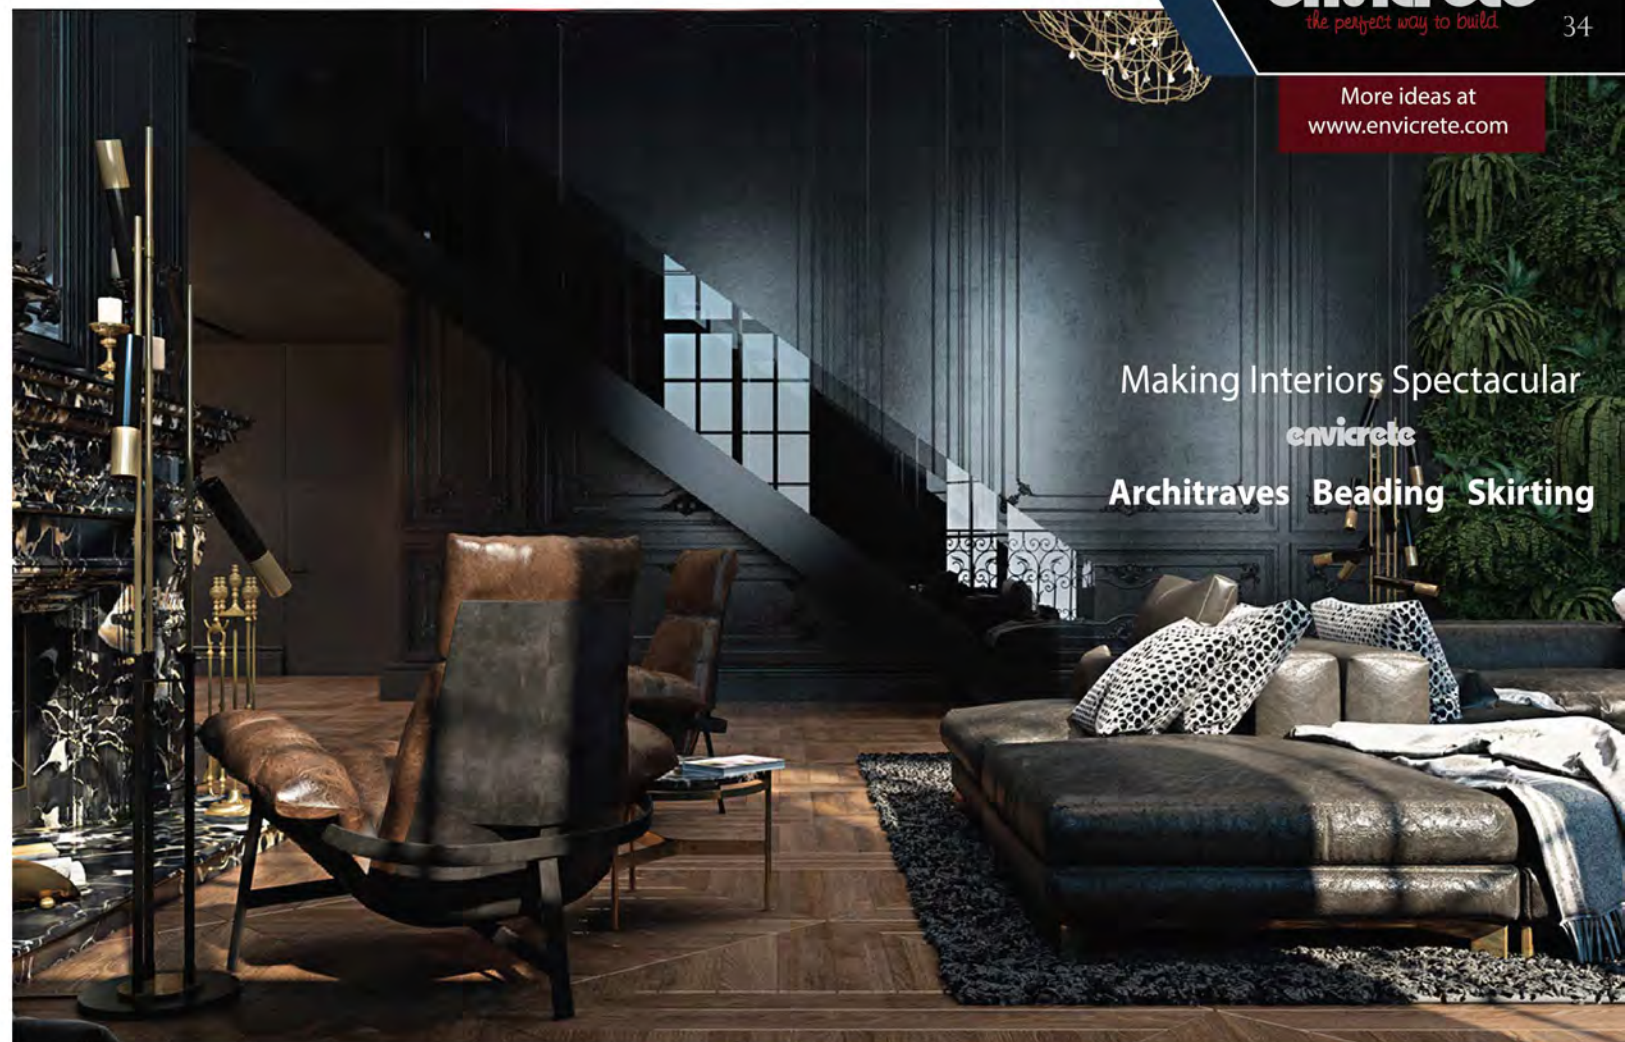 envicrete
the perfect way to build
34
More ideas at
www.envicrete.com
Making Interiors Spectacular
envicrete
Architraves Beading Skirting